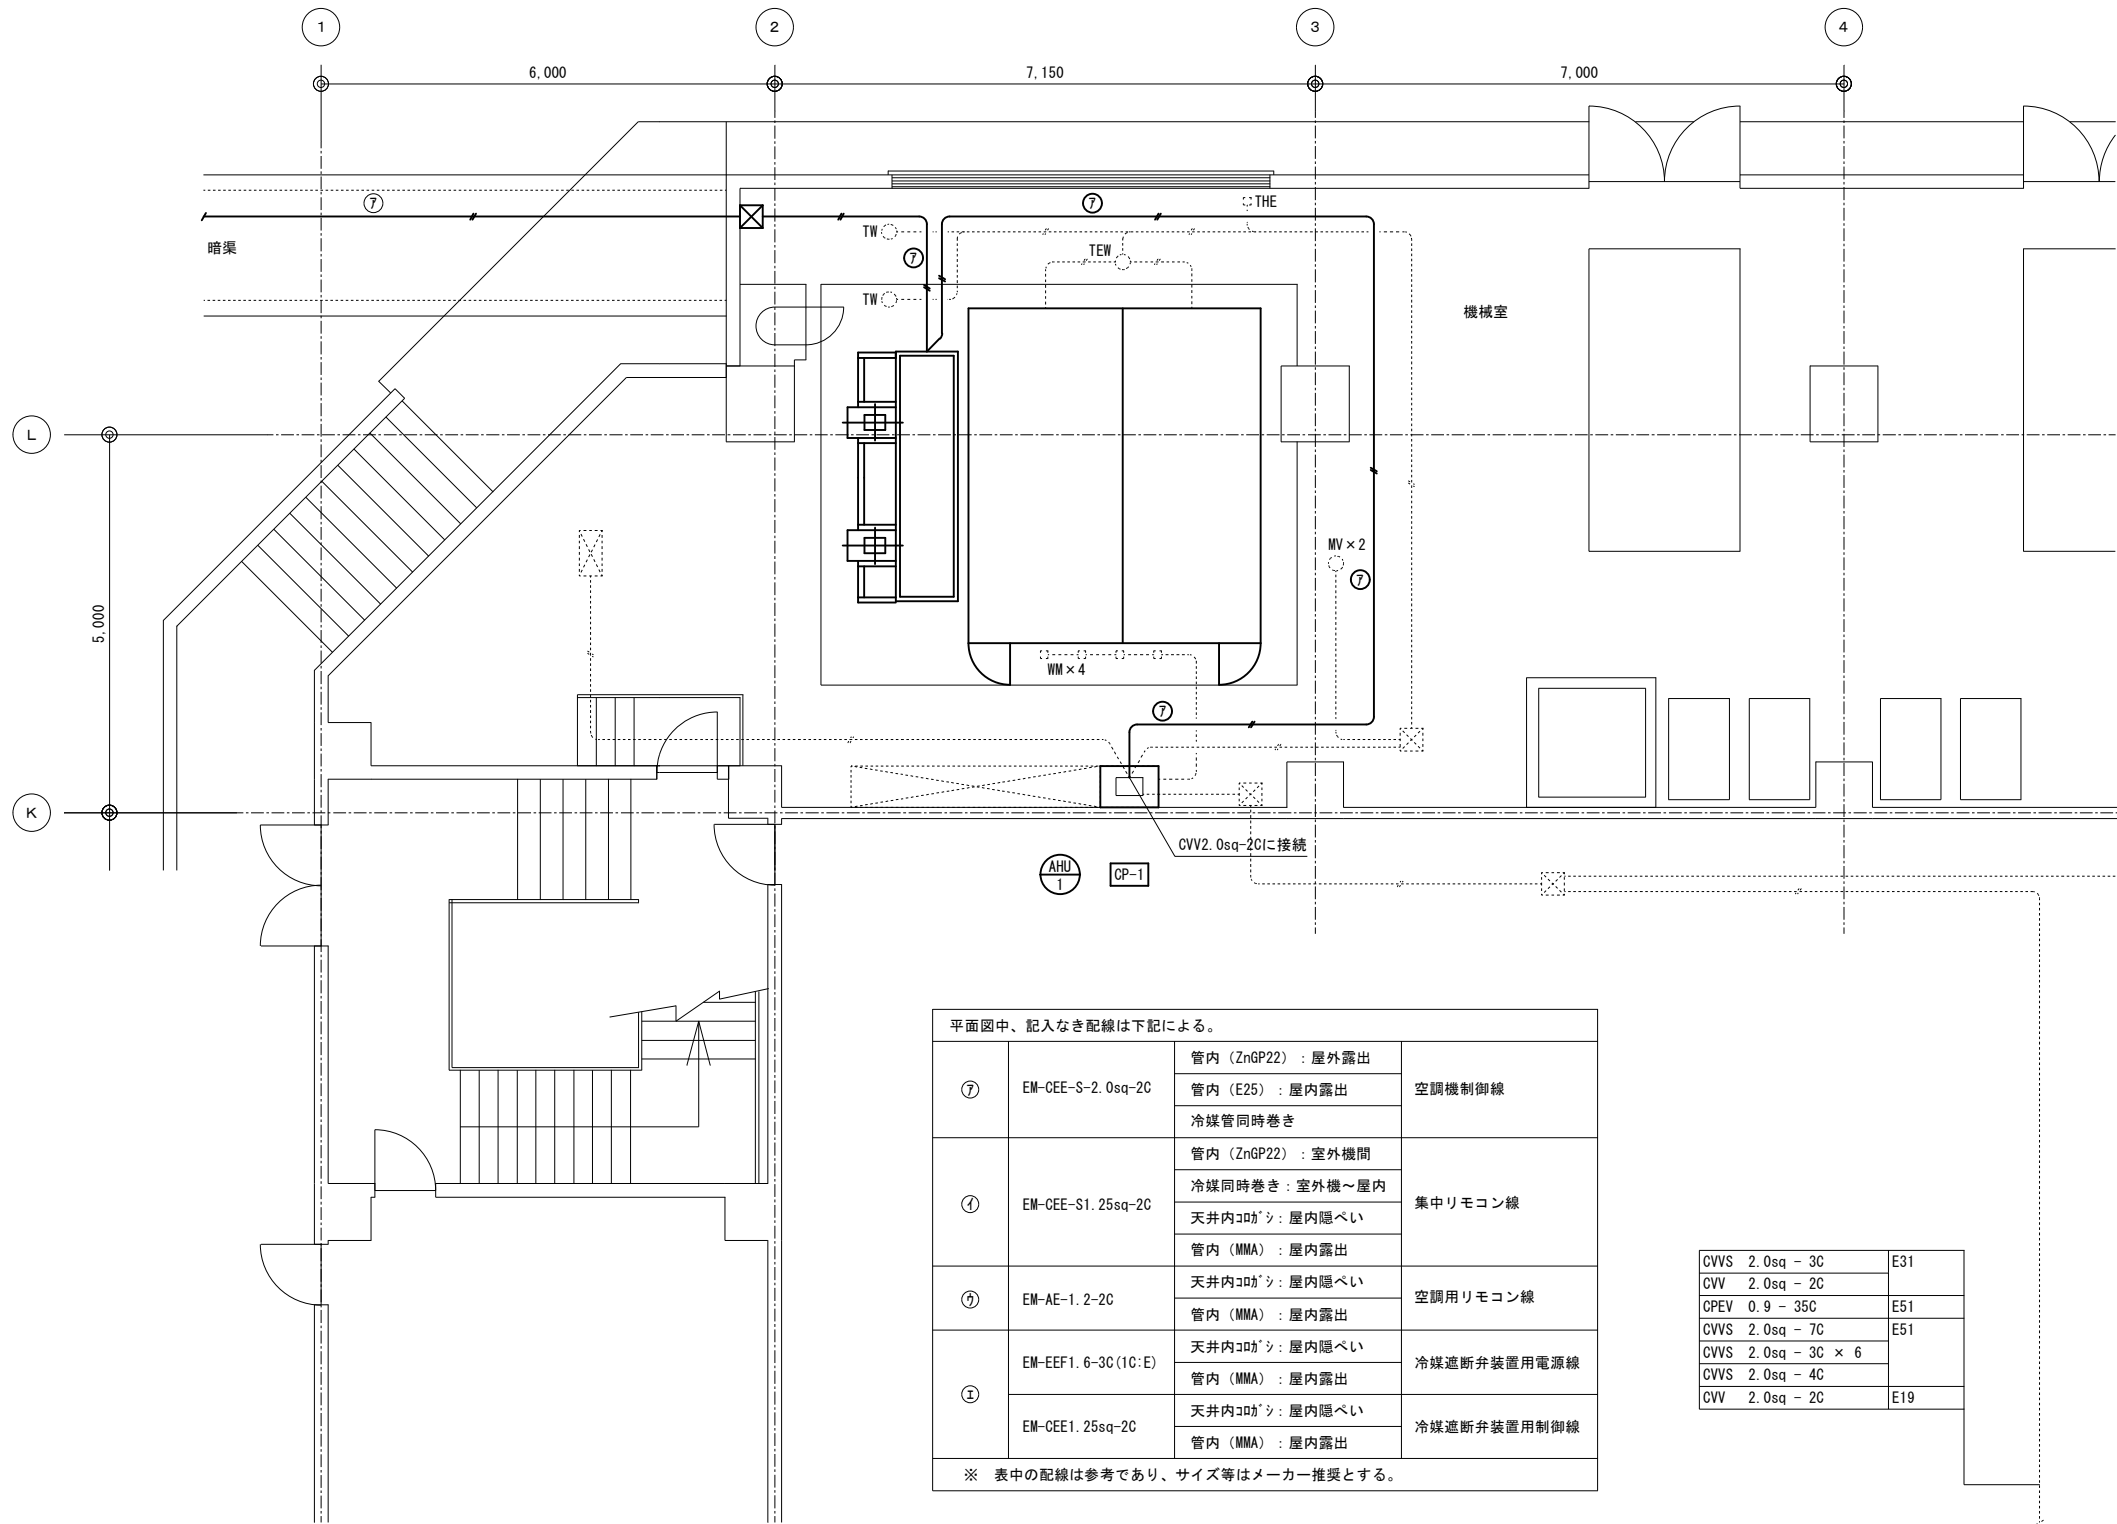 1
2
3
4
6,000
7,150
7,000
㋐
㋐
THE
TW
暗渠
TEW
㋐
TW
機械室
L
MV×2
㋐
5,000
WM×4
㋐
K
CVV2.0sq-2Cに接続
AHU
1
CP-1
平面図中、記入なき配線は下記による。
㋐ EM-CEE-S-2.0sq-2C 管内（ZnGP22）：屋外露出 空調機制御線
管内（E25）：屋内露出
冷媒管同時巻き
㋑ EM-CEE-S1.25sq-2C 管内（ZnGP22）：室外機間 集中リモコン線
冷媒同時巻き：室外機～屋内
天井内ｺﾛｶﾞｼ：屋内隠ぺい
管内（MMA）：屋内露出
㋒ EM-AE-1.2-2C 天井内ｺﾛｶﾞｼ：屋内隠ぺい 空調用リモコン線
管内（MMA）：屋内露出
㋓ EM-EEF1.6-3C(1C:E) 天井内ｺﾛｶﾞｼ：屋内隠ぺい 冷媒遮断弁装置用電源線
管内（MMA）：屋内露出
EM-CEE1.25sq-2C 天井内ｺﾛｶﾞｼ：屋内隠ぺい 冷媒遮断弁装置用制御線
管内（MMA）：屋内露出
※ 表中の配線は参考であり、サイズ等はメーカー推奨とする。
CVVS 2.0sq - 3C E31
CVV 2.0sq - 2C
CPEV 0.9 - 35C E51
CVVS 2.0sq - 7C E51
CVVS 2.0sq - 3C × 6
CVVS 2.0sq - 4C
CVV 2.0sq - 2C E19